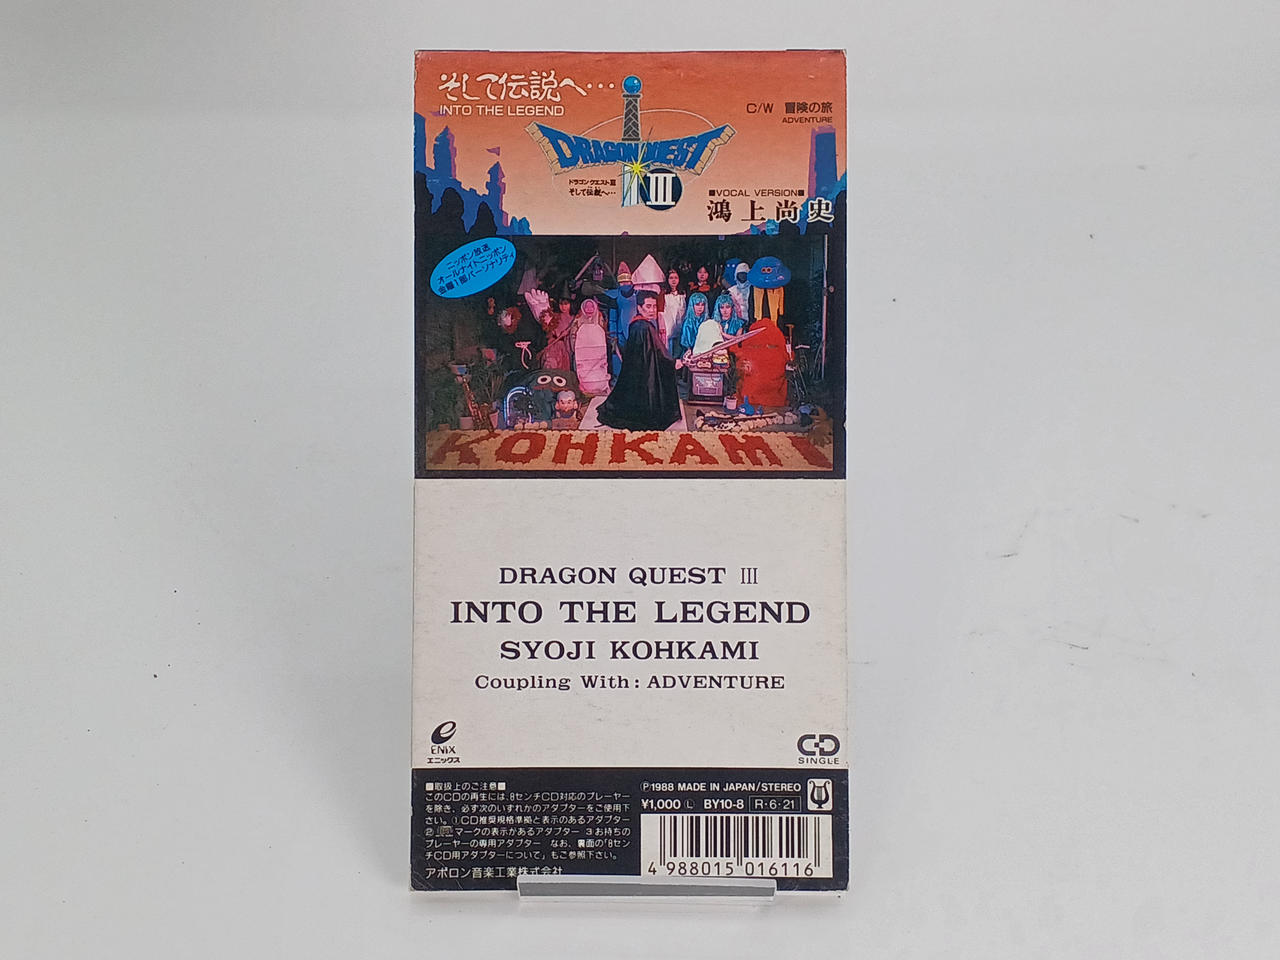 そして伝説へ…
INTO THE LEGEND
C/W 冒険の旅
ADVENTURE
DRAGON QUEST
III
ドラゴンクエストIII
そして伝説へ…
■VOCAL VERSION■
鴻上尚史
ニッポン放送
オールナイトニッポン
金曜1部パーソナリティ
KOHKAMI
DRAGON QUEST III
INTO THE LEGEND
SYOJI KOHKAMI
Coupling With: ADVENTURE
ENIX
エニックス
CD
SINGLE
■取扱上のご注意■
このCDの再生には、8センチCD対応のプレーヤー
を除き、必ず次のいずれかのアダプターをご使用下
さい。①CD推奨規格準拠と表示のあるアダプター
② マークの表示があるアダプター ③お持ちの
プレーヤーの専用アダプター なお、裏面の「8セン
チCD用アダプターについて」もご参照下さい。
アポロン音楽工業株式会社
Ⓟ1988 MADE IN JAPAN/STEREO
¥1,000 Ⓛ BY10-8 R・6・21
4 988015 016116